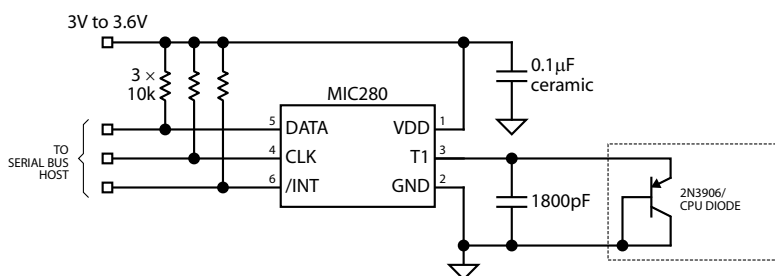 3V to 3.6V
3 ×
10k
0.1μF
ceramic
MIC280
5
DATA
VDD
1
TO
SERIAL BUS
HOST
4
CLK
T1
3
6
/INT
GND
2
1800pF
2N3906/
CPU DIODE